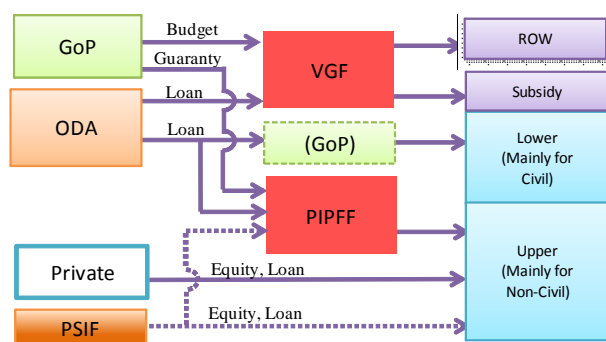 GoP
Budget
Guaranty
VGF
ROW
Loan
Subsidy
ODA
Loan
(GoP)
Lower
(Mainly for
Civil)
PIPFF
Upper
(Mainly for
Non-Civil)
Private
Equity, Loan
PSIF
Equity, Loan